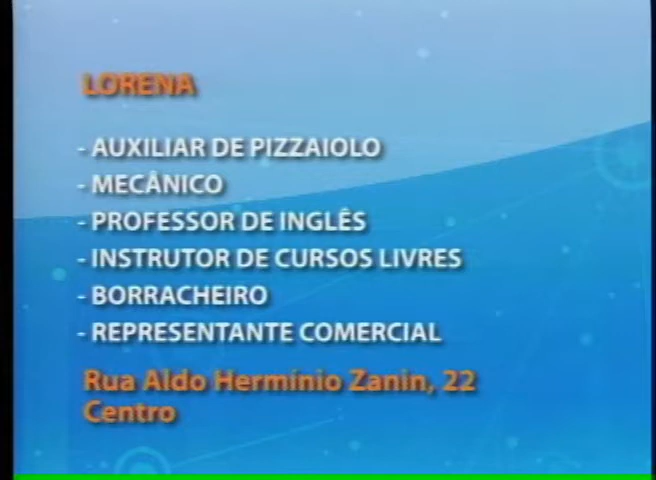 LORENA
- AUXILIAR DE PIZZAIOLO
- MECÂNICO
- PROFESSOR DE INGLÊS
- INSTRUTOR DE CURSOS LIVRES
- BORRACHEIRO
- REPRESENTANTE COMERCIAL
Rua Aldo Hermínio Zanin, 22
Centro